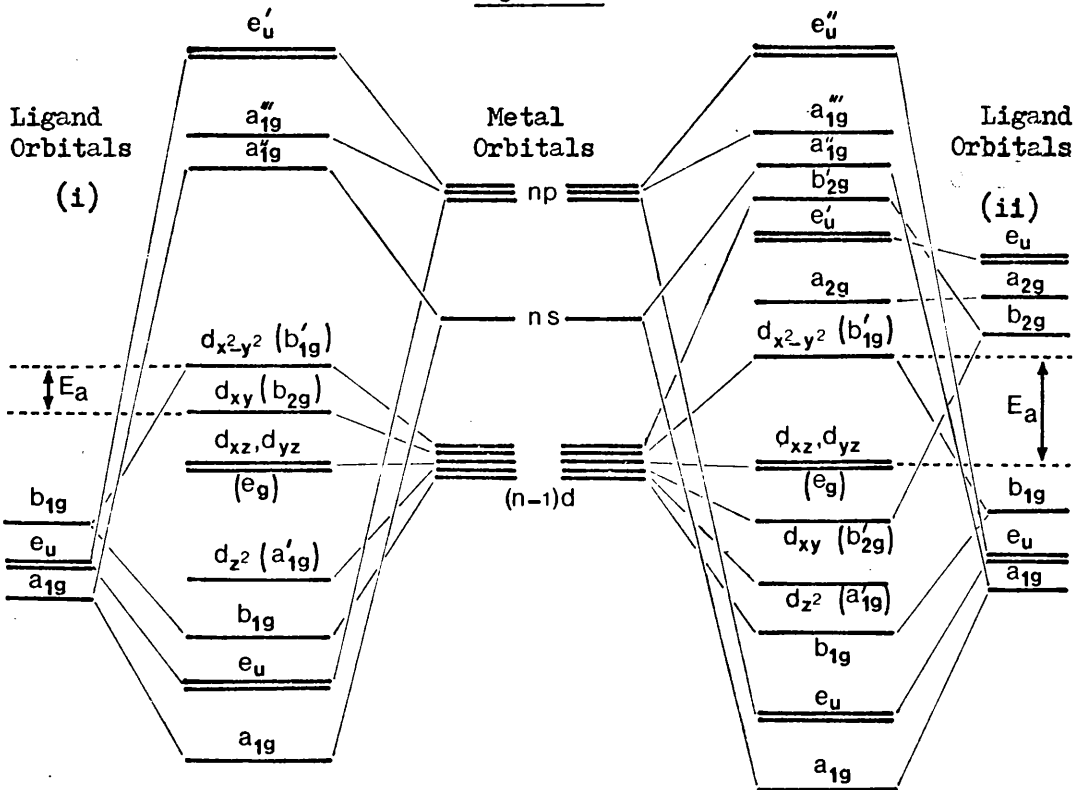 e'u
Ligand Orbitals
(i)
a'''1g
a''1g
dx²-y² (b'1g)
Ea
dxy (b2g)
dxz, dyz
(eg)
b1g
eu
a1g
dz² (a'1g)
b1g
eu
a1g
Metal Orbitals
np
ns
(n-1)d
e''u
a'''1g
a''1g
b'2g
e'u
a2g
dx²-y² (b'1g)
dxz, dyz
(eg)
dxy (b'2g)
dz² (a'1g)
b1g
eu
a1g
Ligand Orbitals
(ii)
eu
a2g
b2g
Ea
b1g
eu
a1g